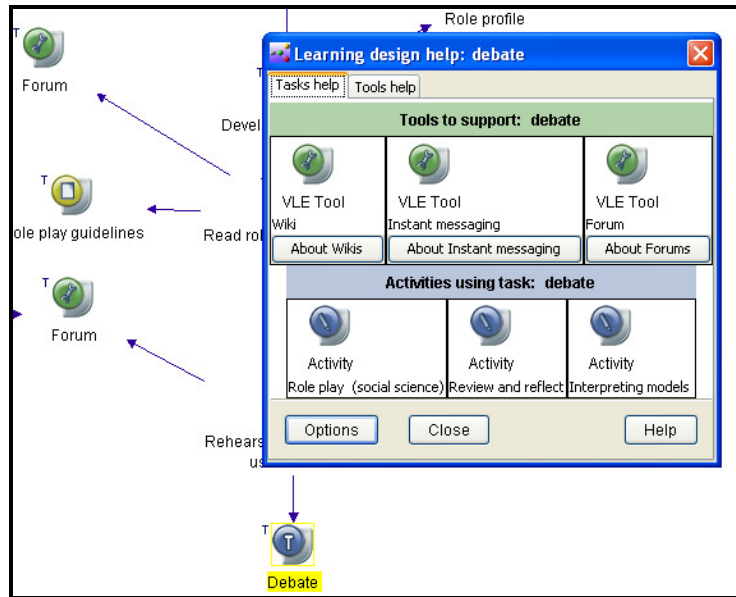 Role profile
T
Forum
Learning design help: debate
Tasks help
Tools help
T
Devel
Tools to support: debate
VLE Tool
Wiki
About Wikis
VLE Tool
Instant messaging
About Instant messaging
VLE Tool
Forum
About Forums
T
ole play guidelines
Read rol
Activities using task: debate
Activity
Role play (social science)
Activity
Review and reflect
Activity
Interpreting models
T
Forum
Options
Close
Help
Rehears
us
T
T
Debate